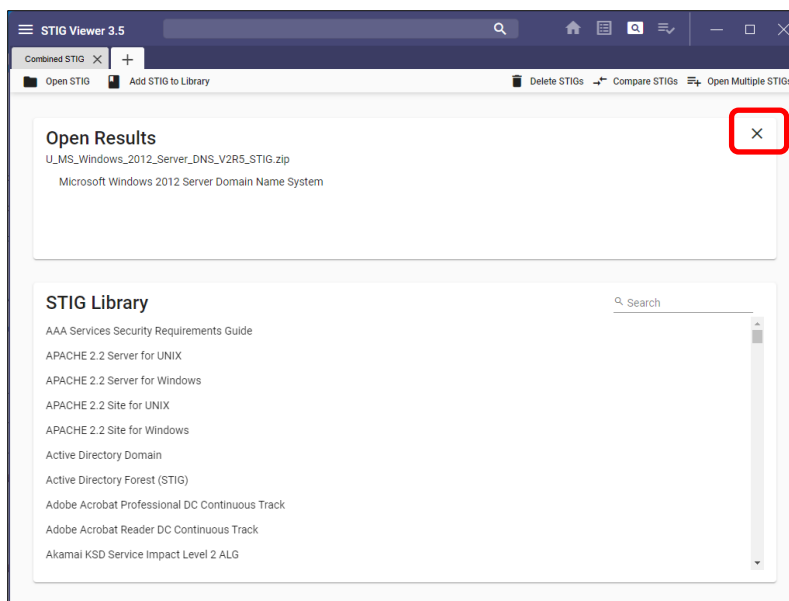 STIG Viewer 3.5
Combined STIG
Open STIG Add STIG to Library Delete STIGs Compare STIGs Open Multiple STIGs
Open Results
U_MS_Windows_2012_Server_DNS_V2R5_STIG.zip
Microsoft Windows 2012 Server Domain Name System
STIG Library
Search
AAA Services Security Requirements Guide
APACHE 2.2 Server for UNIX
APACHE 2.2 Server for Windows
APACHE 2.2 Site for UNIX
APACHE 2.2 Site for Windows
Active Directory Domain
Active Directory Forest (STIG)
Adobe Acrobat Professional DC Continuous Track
Adobe Acrobat Reader DC Continuous Track
Akamai KSD Service Impact Level 2 ALG